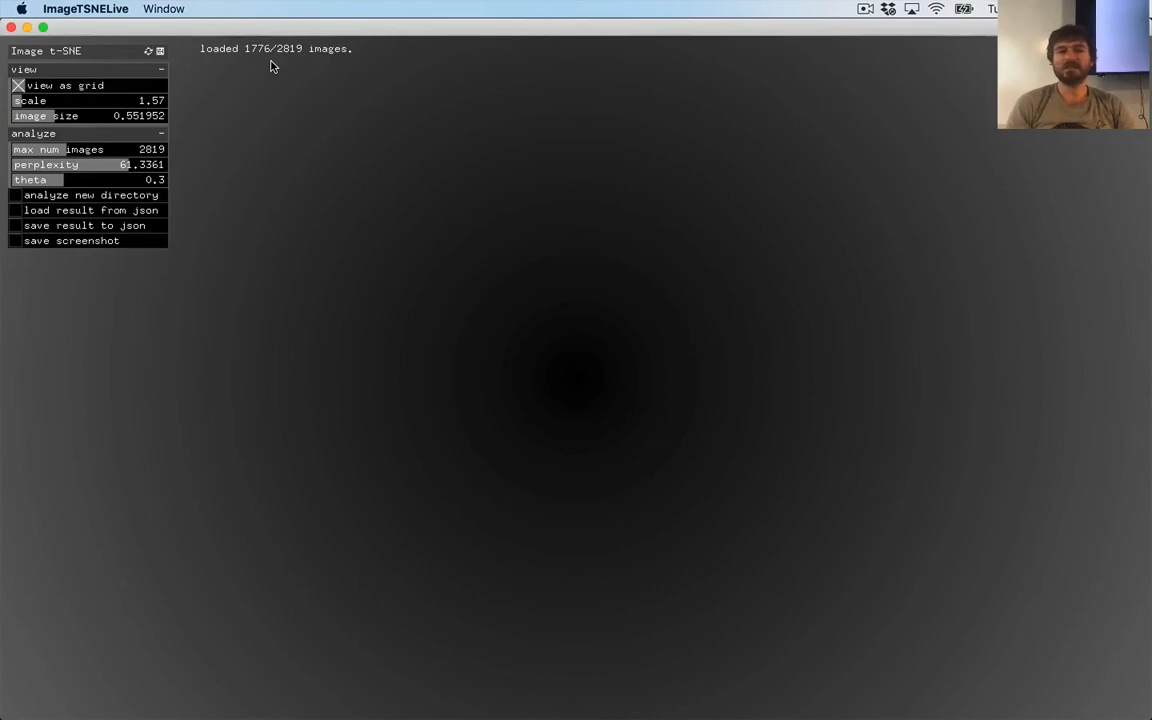 ImageTSNELive Window
Tu
Image t-SNE
loaded 1776/2819 images.
view
view as grid
scale 1.57
image size 0.551952
analyze
max num images 2819
perplexity 61.3361
theta 0.3
analyze new directory
load result from json
save result to json
save screenshot